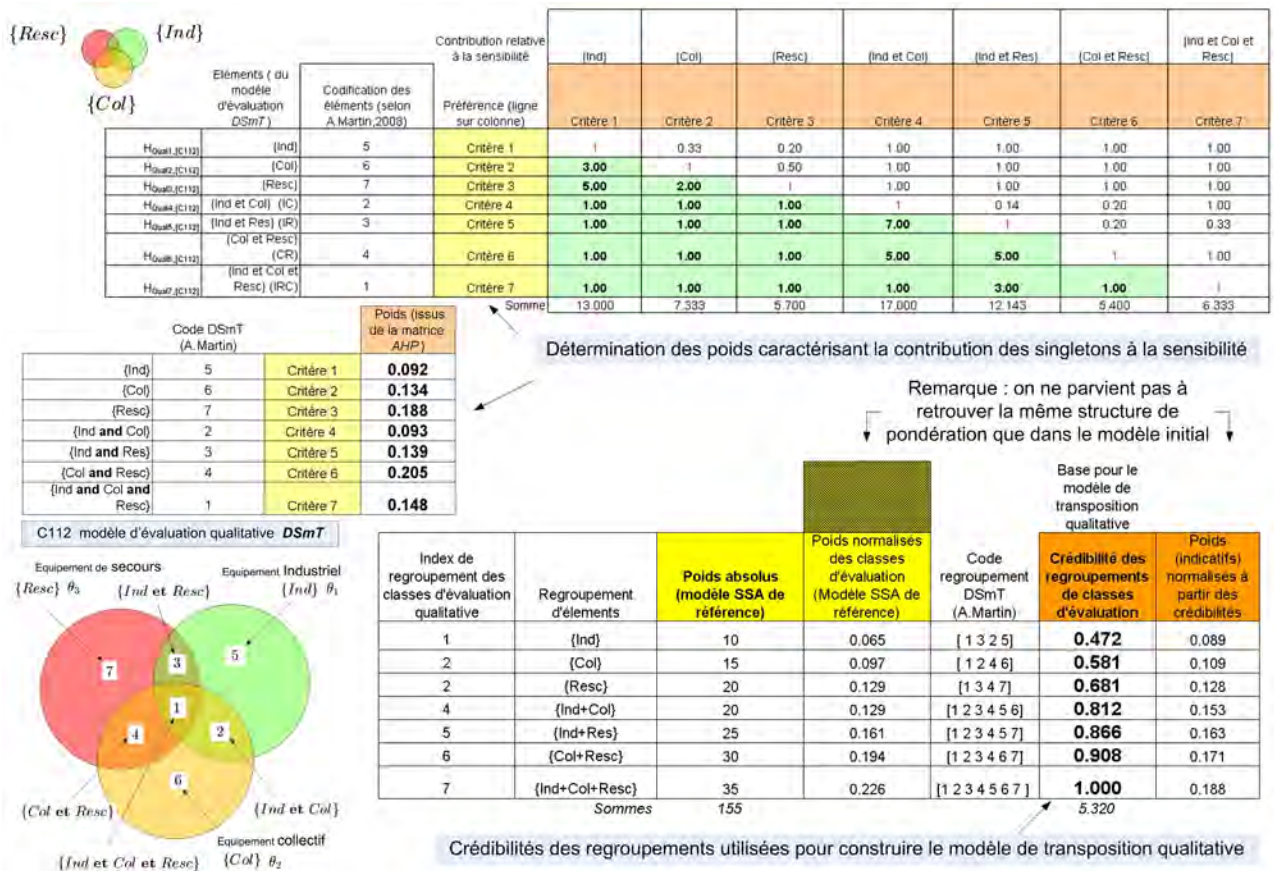 {Resc} {Ind}
{Col}
Eléments ( du modèle d'évaluation DSmT )
Codification des éléments (selon A.Martin,2008)
Contribution relative à la sensibilité
Préférence (ligne sur colonne)
{Ind} {Col} {Resc} {Ind et Col} {Ind et Res} {Col et Resc} {Ind et Col et Resc}
Critère 1 Critère 2 Critère 3 Critère 4 Critère 5 Critère 6 Critère 7
HQual1,[C112] {Ind} 5 Critère 1 1 0.33 0.20 1.00 1.00 1.00 1.00
HQual2,[C112] {Col} 6 Critère 2 3.00 1 0.50 1.00 1.00 1.00 1.00
HQual3,[C112] {Resc} 7 Critère 3 5.00 2.00 1 1.00 1.00 1.00 1.00
HQual4,[C112] {Ind et Col} (IC) 2 Critère 4 1.00 1.00 1.00 1 0.14 0.20 1.00
HQual5,[C112] {Ind et Res} (IR) 3 Critère 5 1.00 1.00 1.00 7.00 1 0.20 0.33
HQual6,[C112] {Col et Resc} (CR) 4 Critère 6 1.00 1.00 1.00 5.00 5.00 1 1.00
HQual7,[C112] {Ind et Col et Resc} (IRC) 1 Critère 7 1.00 1.00 1.00 1.00 3.00 1.00 1
Somme 13.000 7.333 5.700 17.000 12.143 5.400 6.333
Détermination des poids caractérisant la contribution des singletons à la sensibilité
Code DSmT (A.Martin)
Poids (issus de la matrice AHP)
{Ind} 5 Critère 1 0.092
{Col} 6 Critère 2 0.134
{Resc} 7 Critère 3 0.188
{Ind and Col} 2 Critère 4 0.093
{Ind and Res} 3 Critère 5 0.139
{Col and Resc} 4 Critère 6 0.205
{Ind and Col and Resc} 1 Critère 7 0.148
C112 modèle d'évaluation qualitative DSmT
Remarque : on ne parvient pas à
retrouver la même structure de
pondération que dans le modèle initial
Base pour le modèle de transposition qualitative
Index de regroupement des classes d'évaluation qualitative
Regroupement d'élements
Poids absolus (modèle SSA de référence)
Poids normalisés des classes d'évaluation (Modèle SSA de référence)
Code regroupement DSmT (A.Martin)
Crédibilité des regroupements de classes d'évaluation
Poids (indicatifs) normalisés à partir des crédibilités
1 {Ind} 10 0.065 [ 1 3 2 5] 0.472 0.089
2 {Col} 15 0.097 [ 1 2 4 6] 0.581 0.109
2 {Resc} 20 0.129 [1 3 4 7] 0.681 0.128
4 {Ind+Col} 20 0.129 [1 2 3 4 5 6] 0.812 0.153
5 {Ind+Res} 25 0.161 [1 2 3 4 5 7] 0.866 0.163
6 {Col+Resc} 30 0.194 [1 2 3 4 6 7] 0.908 0.171
7 {Ind+Col+Resc} 35 0.226 [1 2 3 4 5 6 7 ] 1.000 0.188
Sommes 155 5.320
Crédibilités des regroupements utilisées pour construire le modèle de transposition qualitative
Equipement de secours
{Resc} θ3
{Ind et Resc}
Equipement Industriel
{Ind} θ1
7 3 5
1
4 2
6
{Col et Resc}
{Ind et Col}
{Ind et Col et Resc}
Equipement collectif
{Col} θ2